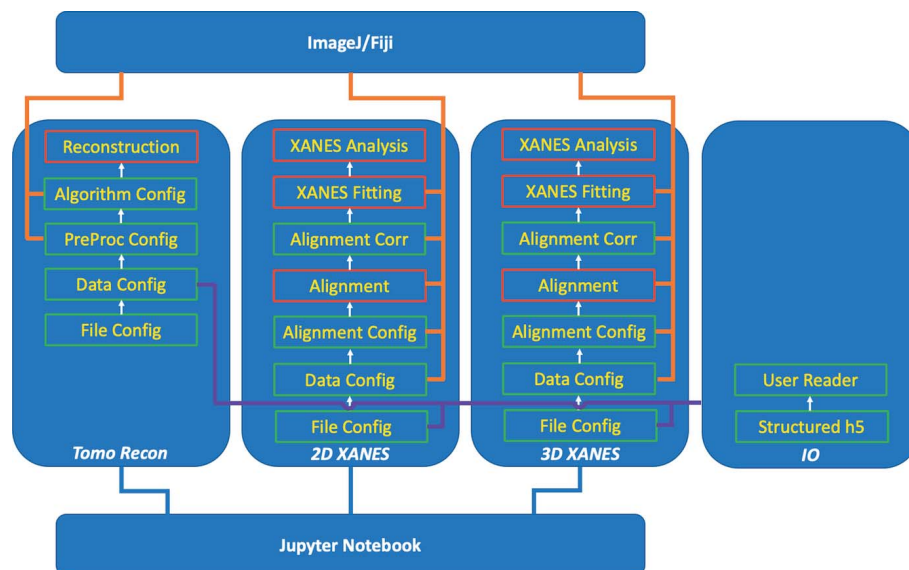 ImageJ/Fiji
Reconstruction
Algorithm Config
PreProc Config
Data Config
File Config
Tomo Recon
XANES Analysis
XANES Fitting
Alignment Corr
Alignment
Alignment Config
Data Config
File Config
2D XANES
XANES Analysis
XANES Fitting
Alignment Corr
Alignment
Alignment Config
Data Config
File Config
3D XANES
User Reader
Structured h5
IO
Jupyter Notebook